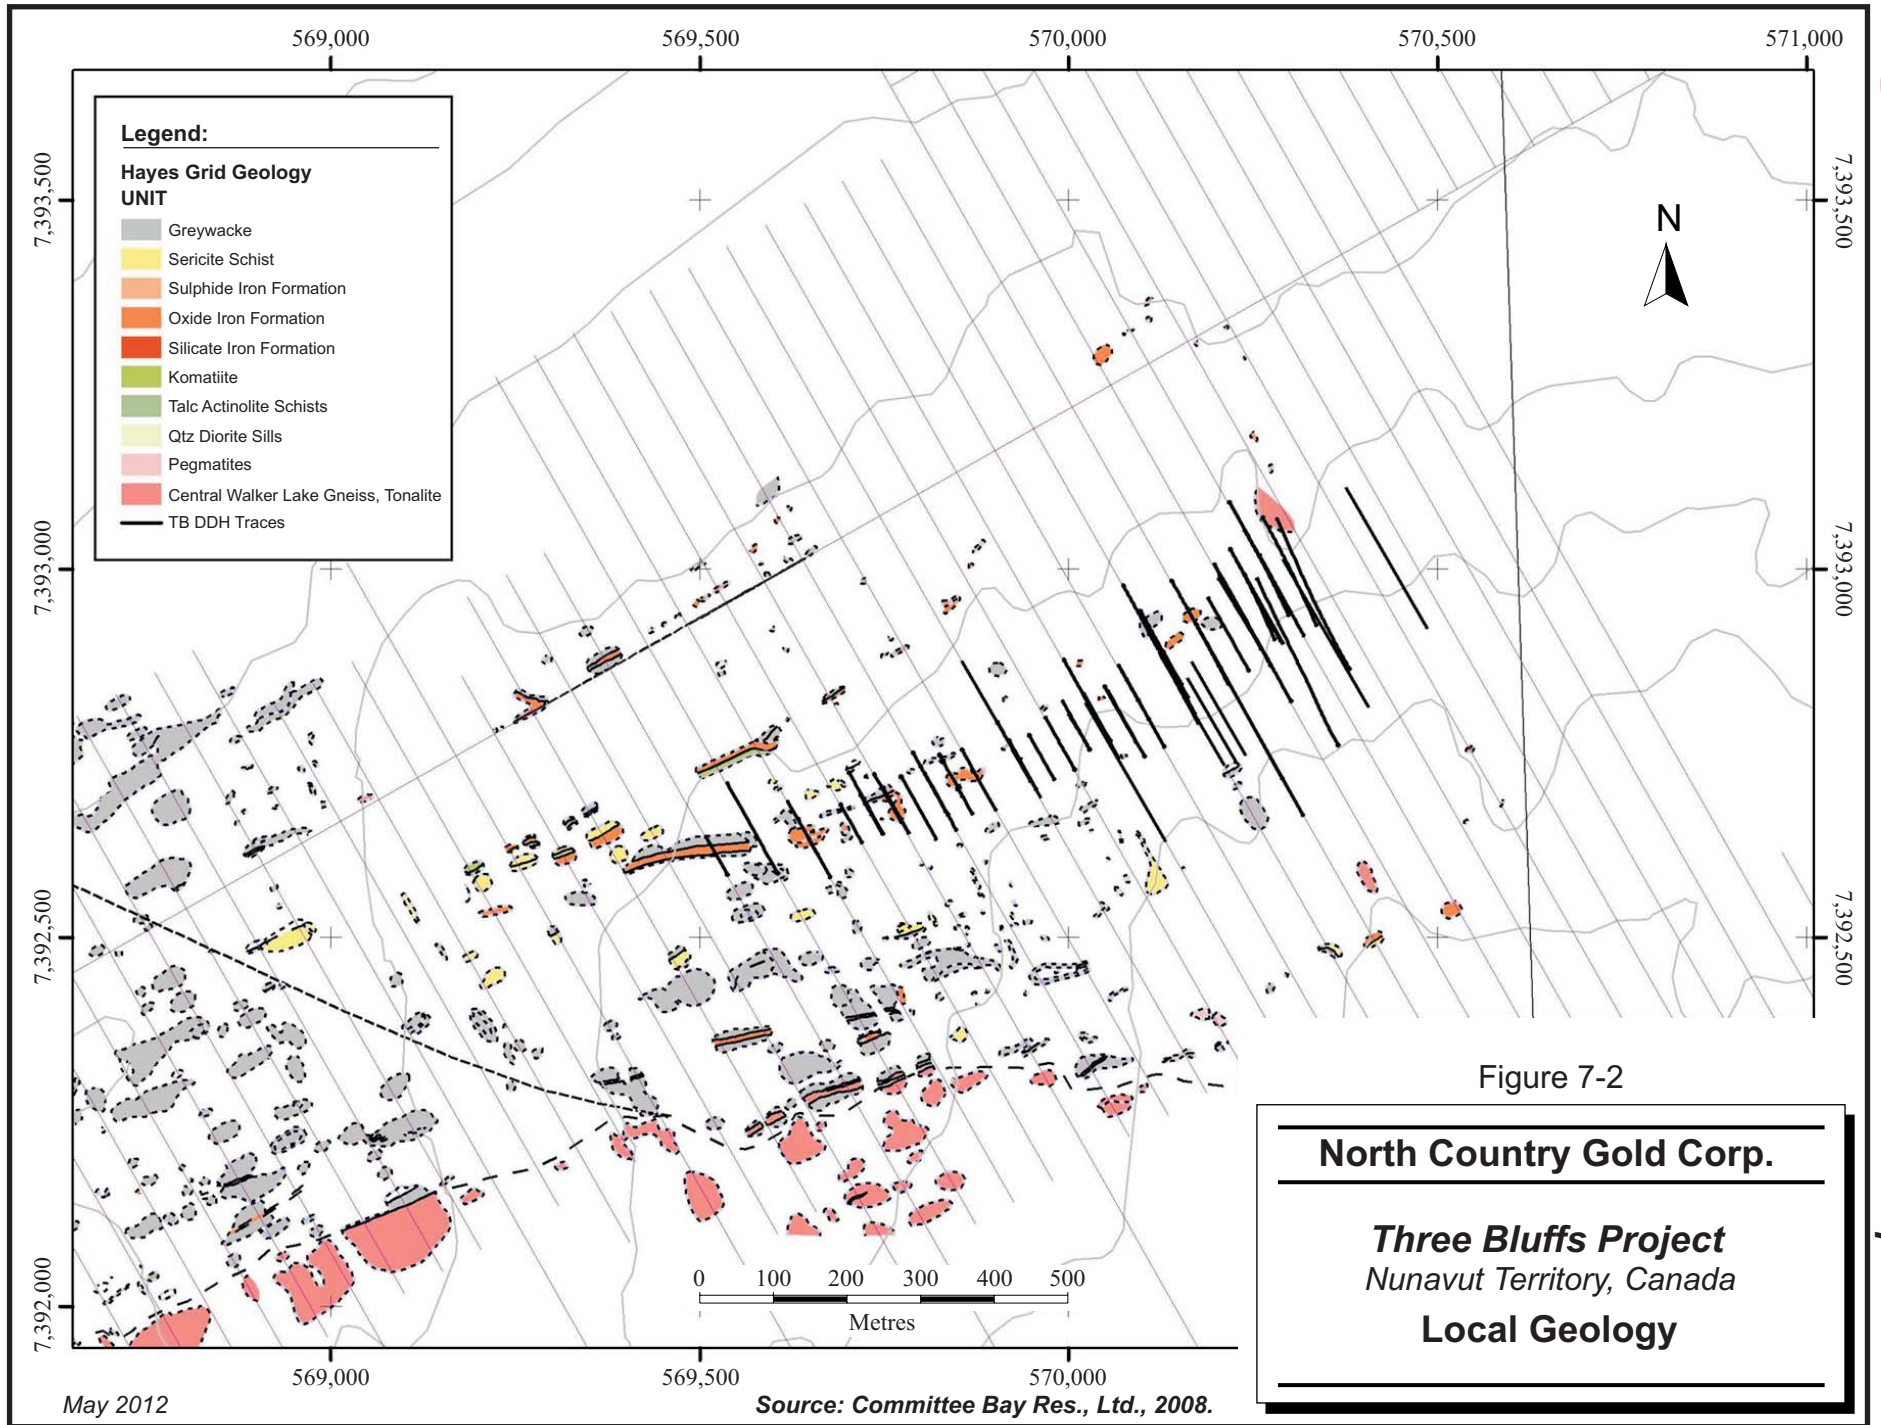 569,000
569,500
570,000
570,500
571,000
7,393,500
7,393,000
7,392,500
7,392,000
7,393,500
7,393,000
7,392,500
Legend:
Hayes Grid Geology
UNIT
Greywacke
Sericite Schist
Sulphide Iron Formation
Oxide Iron Formation
Silicate Iron Formation
Komatiite
Talc Actinolite Schists
Qtz Diorite Sills
Pegmatites
Central Walker Lake Gneiss, Tonalite
TB DDH Traces
N
0 100 200 300 400 500
Metres
569,000
569,500
570,000
Figure 7-2
North Country Gold Corp.
Three Bluffs Project
Nunavut Territory, Canada
Local Geology
May 2012
Source: Committee Bay Res., Ltd., 2008.